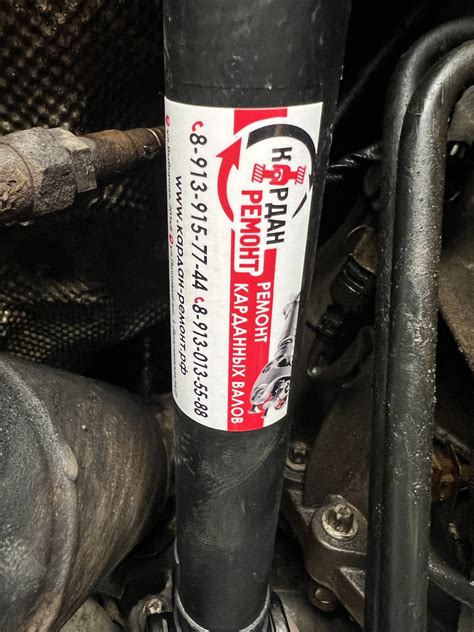 КАРДАН
РЕМОНТ
РЕМОНТ
КАРДАННЫХ ВАЛОВ
8-913-915-77-44
8-913-013-55-88
www.кардан-ремонт.рф